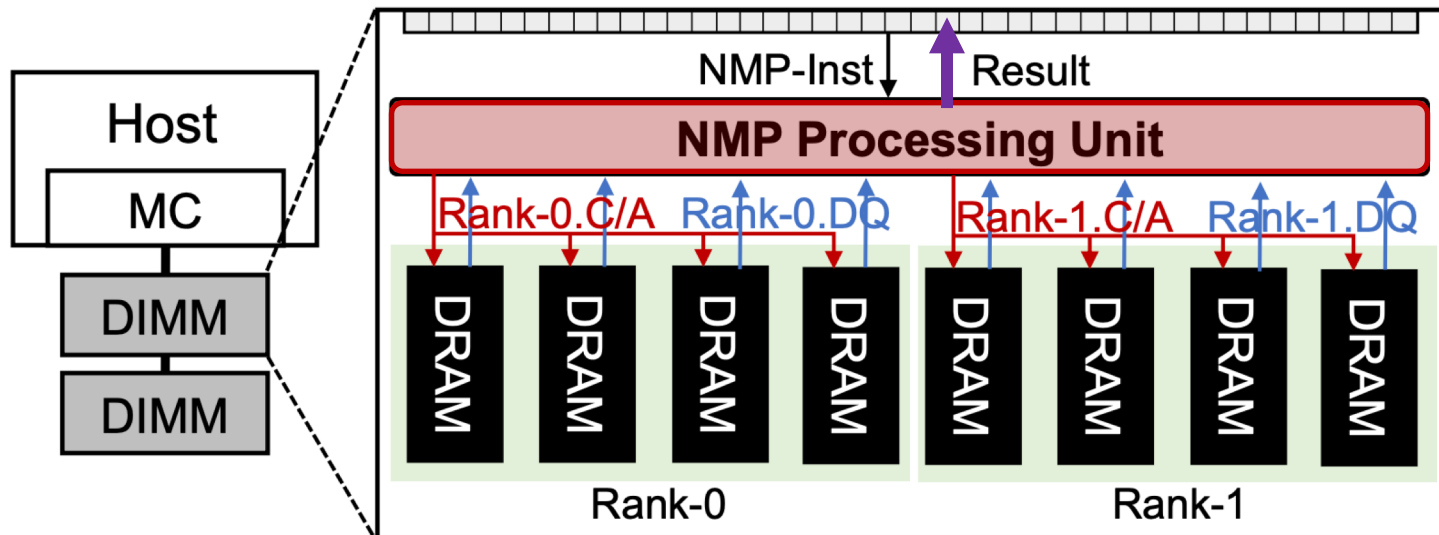 Host
MC
DIMM
DIMM
NMP-Inst
Result
NMP Processing Unit
Rank-0.C/A
Rank-0.DQ
Rank-1.C/A
Rank-1.DQ
DRAM
DRAM
DRAM
DRAM
DRAM
DRAM
DRAM
DRAM
Rank-0
Rank-1